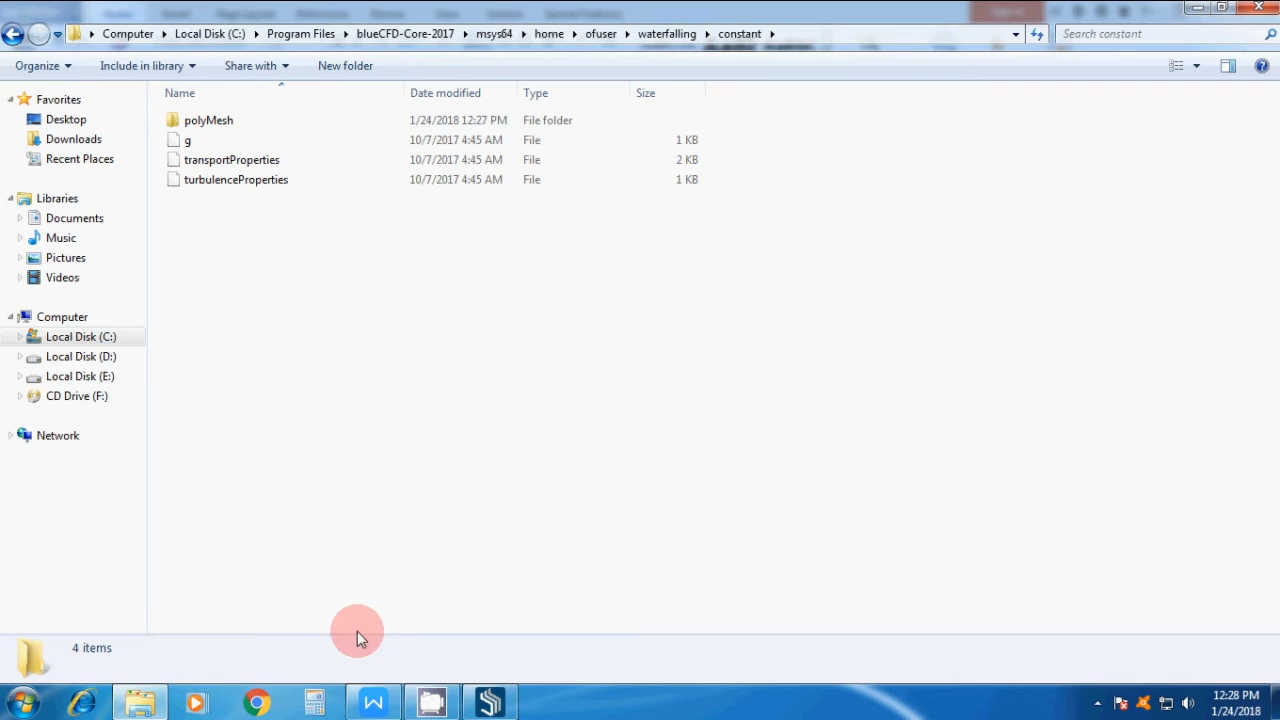 Computer Local Disk (C:) Program Files blueCFD-Core-2017 msys64 home ofuser waterfalling constant Search constant
Organize Include in library Share with New folder
Name Date modified Type Size
Favorites
Desktop
Downloads
Recent Places
Libraries
Documents
Music
Pictures
Videos
Computer
Local Disk (C:)
Local Disk (D:)
Local Disk (E:)
CD Drive (F:)
Network
polyMesh 1/24/2018 12:27 PM File folder
g 10/7/2017 4:45 AM File 1 KB
transportProperties 10/7/2017 4:45 AM File 2 KB
turbulenceProperties 10/7/2017 4:45 AM File 1 KB
4 items
12:28 PM
1/24/2018